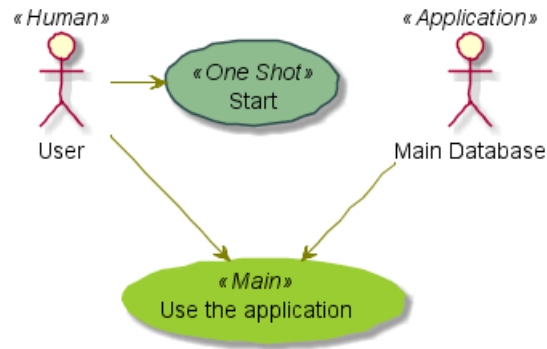 «Human»
User
«One Shot»
Start
«Application»
Main Database
«Main»
Use the application